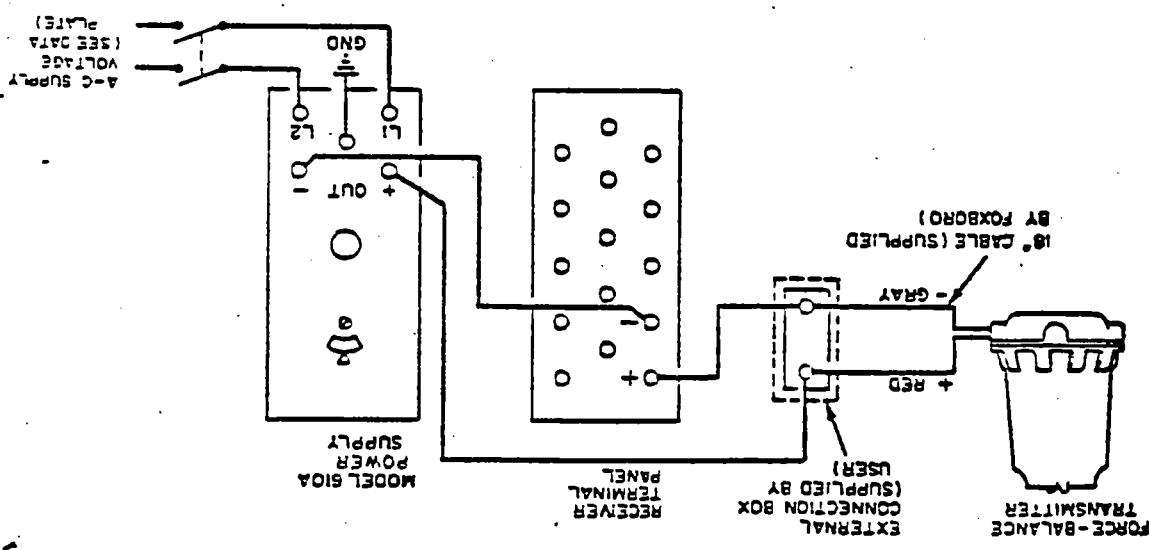 FORCE-BALANCE
TRANSMITTER
EXTERNAL
CONNECTION BOX
(SUPPLIED BY
USER)
RECEIVER
TERMINAL
PANEL
MODEL 610A
POWER
SUPPLY
+ RED
+
- GRAY
-
18" CABLE (SUPPLIED
BY FOXBORO)
+ OUT -
L1
L2
GND
A-C SUPPLY
VOLTAGE
(SEE DATA
PLATE)